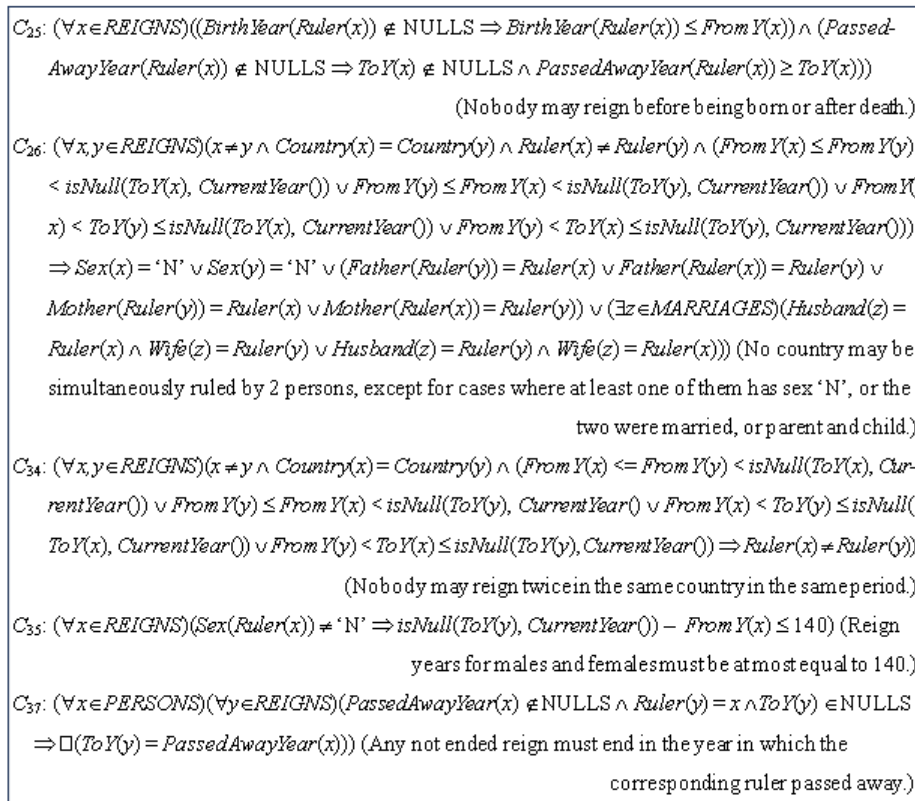 C25: (∀x∈REIGNS)((BirthYear(Ruler(x)) ∉ NULLS ⇒ BirthYear(Ruler(x)) ≤ FromY(x)) ∧ (Passed-
AwayYear(Ruler(x)) ∉ NULLS ⇒ ToY(x) ∉ NULLS ∧ PassedAwayYear(Ruler(x)) ≥ ToY(x)))
(Nobody may reign before being born or after death.)
C26: (∀x,y∈REIGNS)(x≠y ∧ Country(x) = Country(y) ∧ Ruler(x) ≠ Ruler(y) ∧ (FromY(x) ≤ FromY(y)
< isNull(ToY(x), CurrentYear()) ∨ FromY(y) ≤ FromY(x) < isNull(ToY(y), CurrentYear()) ∨ FromY(
x) < ToY(y) ≤ isNull(ToY(x), CurrentYear()) ∨ FromY(y) < ToY(x) ≤ isNull(ToY(y), CurrentYear()))
⇒ Sex(x) = ‘N’ ∨ Sex(y) = ‘N’ ∨ (Father(Ruler(y)) = Ruler(x) ∨ Father(Ruler(x)) = Ruler(y) ∨
Mother(Ruler(y)) = Ruler(x) ∨ Mother(Ruler(x)) = Ruler(y)) ∨ (∃z∈MARRIAGES)(Husband(z) =
Ruler(x) ∧ Wife(z) = Ruler(y) ∨ Husband(z) = Ruler(y) ∧ Wife(z) = Ruler(x))) (No country may be
simultaneously ruled by 2 persons, except for cases where at least one of them has sex ‘N’, or the
two were married, or parent and child.)
C34: (∀x,y∈REIGNS)(x≠y ∧ Country(x) = Country(y) ∧ (FromY(x) <= FromY(y) < isNull(ToY(x), Cur-
rentYear()) ∨ FromY(y) ≤ FromY(x) < isNull(ToY(y), CurrentYear() ∨ FromY(x) < ToY(y) ≤ isNull(
ToY(x), CurrentYear()) ∨ FromY(y) < ToY(x) ≤ isNull(ToY(y),CurrentYear()) ⇒ Ruler(x) ≠ Ruler(y))
(Nobody may reign twice in the same country in the same period.)
C35: (∀x∈REIGNS)(Sex(Ruler(x)) ≠ ‘N’ ⇒ isNull(ToY(y), CurrentYear()) – FromY(x) ≤ 140) (Reign
years for males and females must be at most equal to 140.)
C37: (∀x∈PERSONS)(∀y∈REIGNS)(PassedAwayYear(x) ∉ NULLS ∧ Ruler(y) = x ∧ ToY(y) ∈ NULLS
⇒ □(ToY(y) = PassedAwayYear(x))) (Any not ended reign must end in the year in which the
corresponding ruler passed away.)